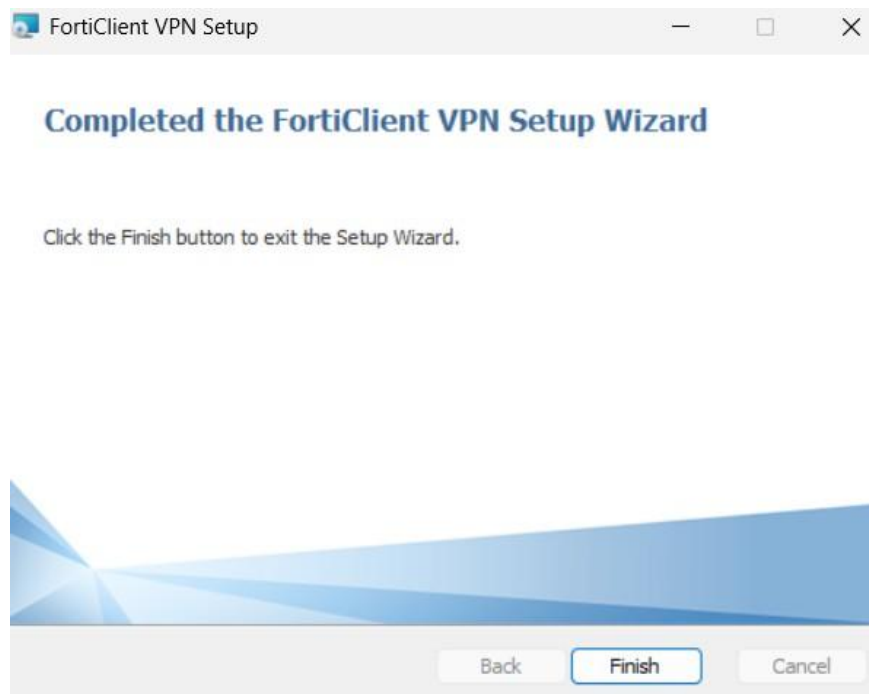 FortiClient VPN Setup
Completed the FortiClient VPN Setup Wizard
Click the Finish button to exit the Setup Wizard.
Back Finish Cancel